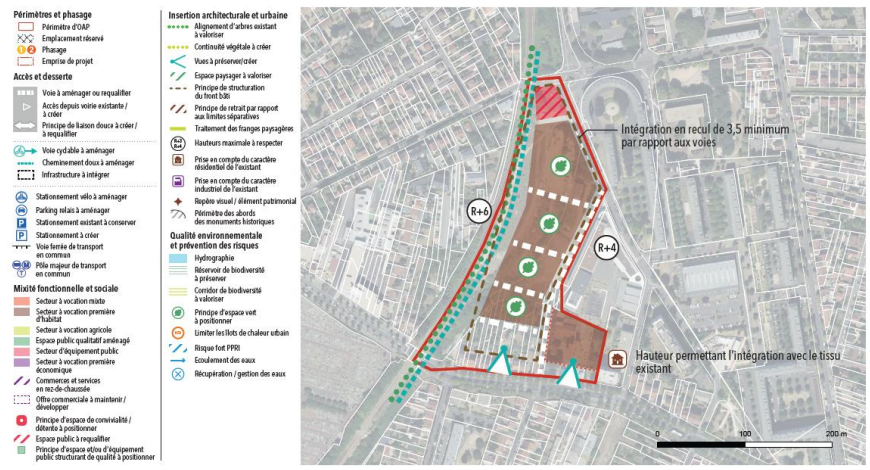 Périmètres et phasage
Périmètre d'OAP
Emplacement réservé
1 2 Phasage
Emprise de projet
Accès et desserte
Voie à aménager ou requalifier
Accès depuis voirie existante /
à créer
Principe de liaison douce à créer /
à requalifier
Voie cyclable à aménager
Cheminement doux à aménager
Infrastructure à intégrer
Stationnement vélo à aménager
Parking relais à aménager
P Stationnement existant à conserver
P Stationnement à créer
Voie ferrée de transport
en commun
Pôle majeur de transport
en commun
Mixité fonctionnelle et sociale
Secteur à vocation mixte
Secteur à vocation première
d'habitat
Secteur à vocation agricole
Espace public qualitatif aménagé
Secteur d'équipement public
Secteur à vocation première
économique
Commerces et services
en rez-de-chaussée
Offre commerciale à maintenir /
développer
Principe d'espace de convivialité /
détente à positionner
Espace public à requalifier
Principe d'espace et/ou d'équipement
public structurant de qualité à positionner
Insertion architecturale et urbaine
Alignement d'arbres existant
à valoriser
Continuité végétale à créer
Vues à préserver/créer
Espace paysager à valoriser
Principe de structuration
du front bâti
Principe de retrait par rapport
aux limites séparatives
Traitement des franges paysagères
Hauteurs maximale à respecter
Prise en compte du caractère
résidentiel de l'existant
Prise en compte du caractère
industriel de l'existant
Repère visuel / élément patrimonial
Périmètre des abords
des monuments historiques
Qualité environnementale
et prévention des risques
Hydrographie
Réservoir de biodiversité
à préserver
Corridor de biodiversité
à valoriser
Principe d'espace vert
à positionner
Limiter les îlots de chaleur urbain
Risque fort PPRI
Ecoulement des eaux
Récupération / gestion des eaux
Intégration en recul de 3,5 minimum
par rapport aux voies
R+6
R+4
Hauteur permettant l'intégration avec le tissu
existant
0 100 200 m